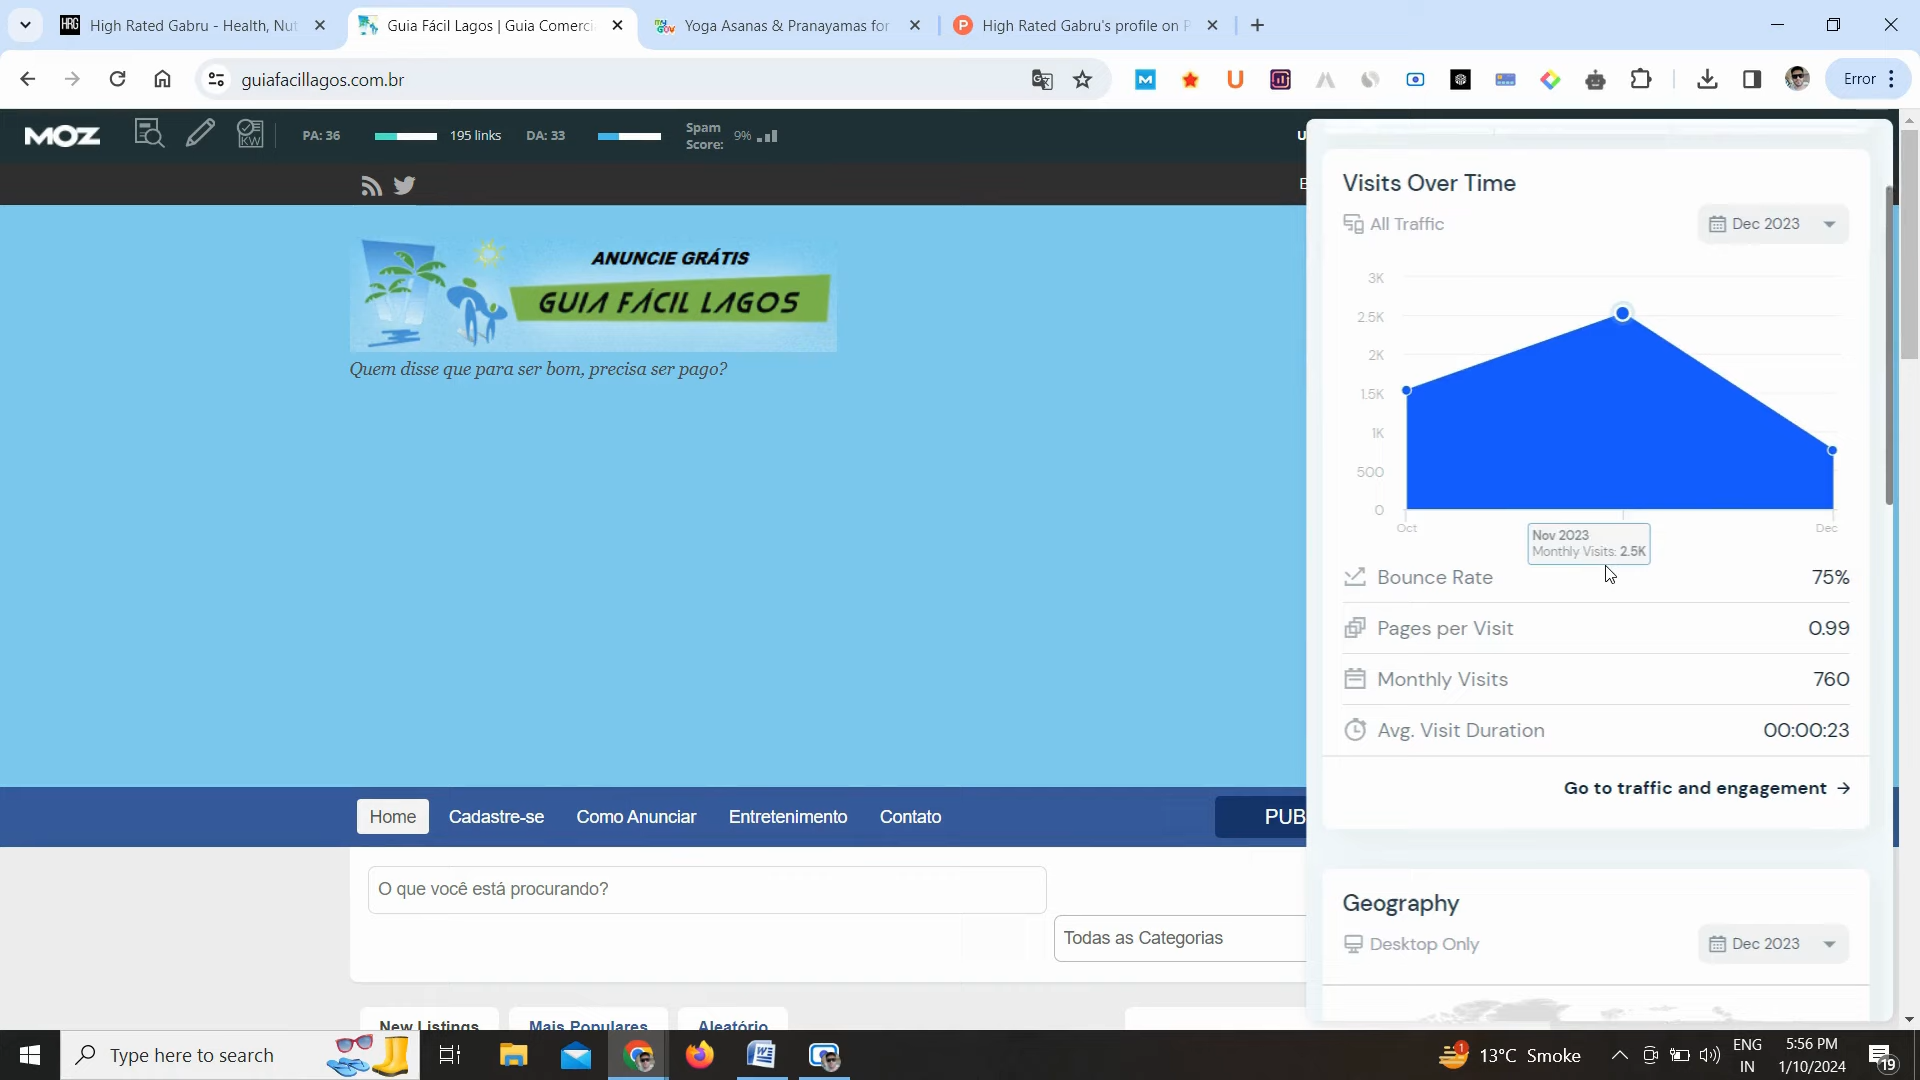 High Rated Gabru - Health, Nut
Guia Fácil Lagos | Guia Comerci
Yoga Asanas & Pranayamas for
High Rated Gabru's profile on P
guiafacillagos.com.br
Error
MOZ
PA: 36
195 links
DA: 33
Spam Score: 9%
ANUNCIE GRÁTIS
GUIA FÁCIL LAGOS
Quem disse que para ser bom, precisa ser pago?
Home
Cadastre-se
Como Anunciar
Entretenimento
Contato
PUB
O que você está procurando?
Todas as Categorias
New Listings
Mais Populares
Aleatório
Visits Over Time
All Traffic
Dec 2023
3K
2.5K
2K
1.5K
1K
500
0
Oct
Dec
Nov 2023
Monthly Visits: 2.5K
Bounce Rate 75%
Pages per Visit 0.99
Monthly Visits 760
Avg. Visit Duration 00:00:23
Go to traffic and engagement →
Geography
Desktop Only
Dec 2023
Type here to search
13°C Smoke
ENG
IN
5:56 PM
1/10/2024
19